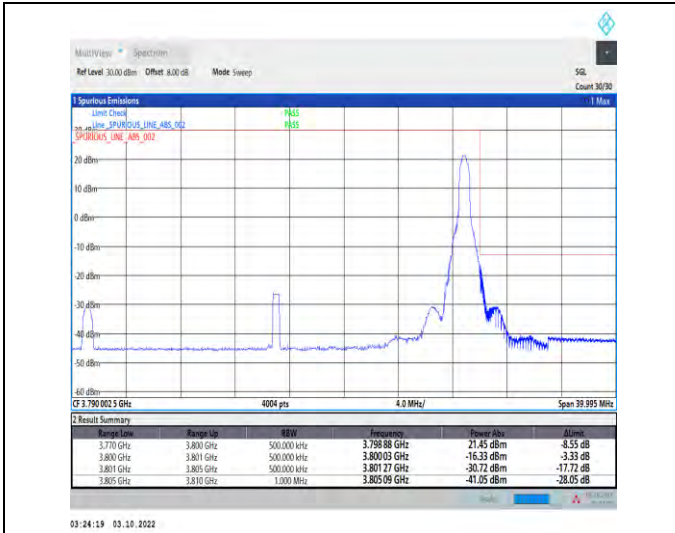 MultiView Spectrum
Ref Level 30.00 dBm Offset 8.00 dB Mode Sweep SGL
Count 30/30
1 Spurious Emissions 1 Max
Limit Check PASS
Line _SPURIOUS_LINE_ABS_002 PASS
_SPURIOUS_LINE_ABS_002
20 dBm
10 dBm
0 dBm
-10 dBm
-20 dBm
-30 dBm
-40 dBm
-50 dBm
-60 dBm
CF 3.790 002 5 GHz 4004 pts 4.0 MHz/ Span 39.995 MHz
2 Result Summary
Range Low Range Up RBW Frequency Power Abs ΔLimit
3.770 GHz 3.800 GHz 500.000 kHz 3.798 88 GHz 21.45 dBm -8.55 dB
3.800 GHz 3.801 GHz 500.000 kHz 3.80003 GHz -16.33 dBm -3.33 dB
3.801 GHz 3.805 GHz 500.000 kHz 3.801 27 GHz -30.72 dBm -17.72 dB
3.805 GHz 3.810 GHz 1.000 MHz 3.80509 GHz -41.05 dBm -28.05 dB
03:24:19 03.10.2022